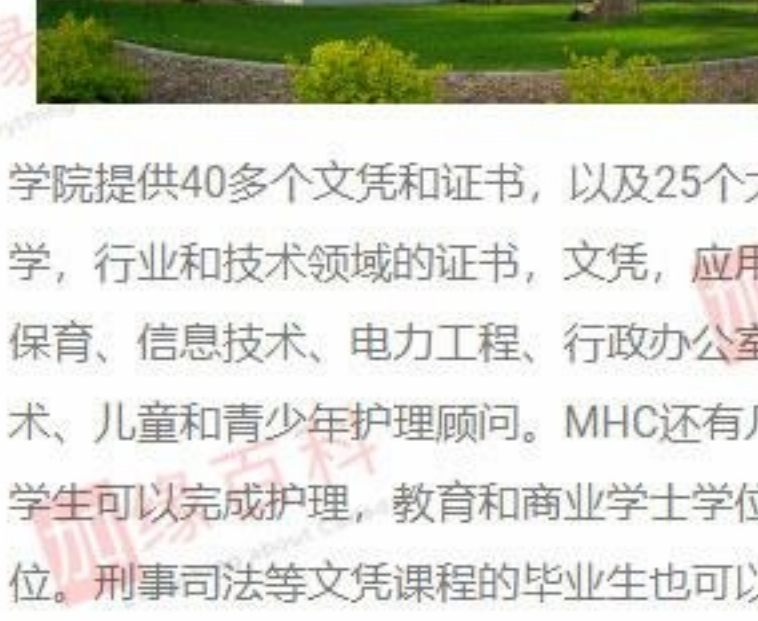 学院提供40多个文凭和证书，以及25个
学，行业和技术领域的证书，文凭，应用
保育、信息技术、电力工程、行政办公室
术、儿童和青少年护理顾问。MHC还有
学生可以完成护理，教育和商业学士学位
位。刑事司法等文凭课程的毕业生也可以
加缘百科